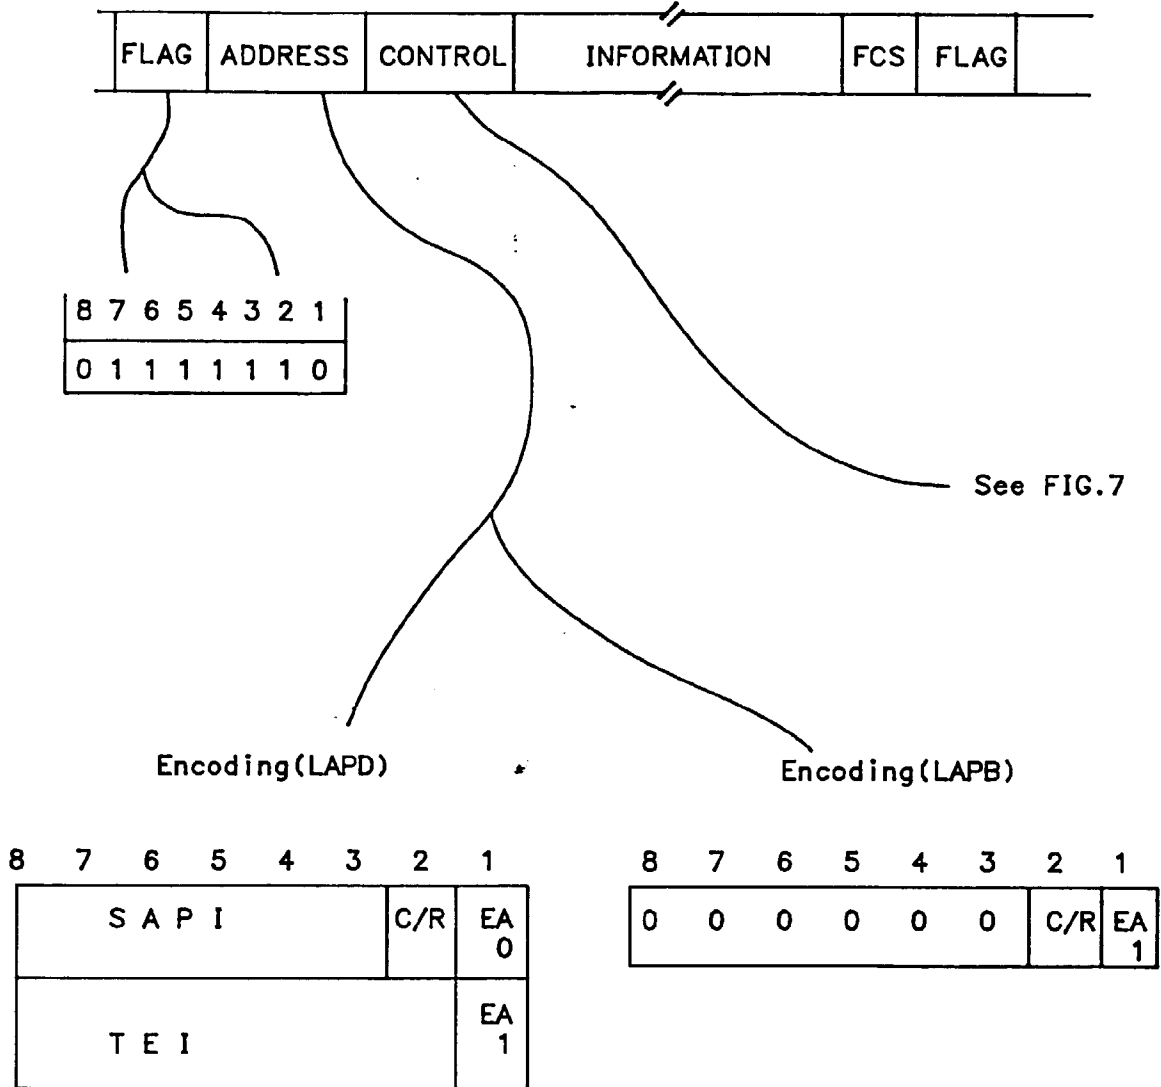 FLAG ADDRESS CONTROL INFORMATION FCS FLAG
8 7 6 5 4 3 2 1
0 1 1 1 1 1 1 0
See FIG.7
Encoding(LAPD)
Encoding(LAPB)
8 7 6 5 4 3 2 1
SAPI C/R EA 0
TEI EA 1
8 7 6 5 4 3 2 1
0 0 0 0 0 0 C/R EA 1